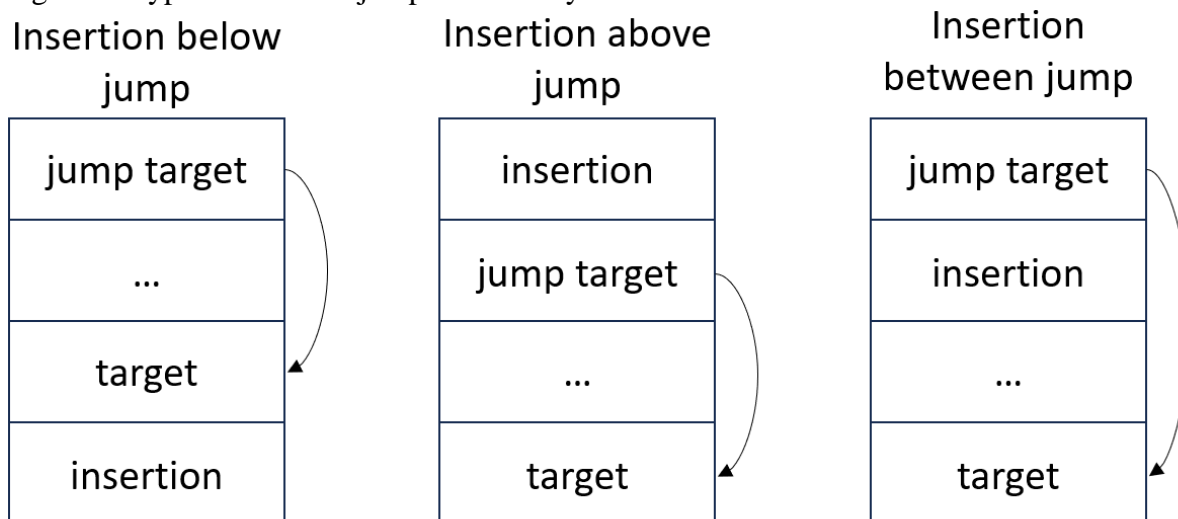 Insertion below
jump
jump target
...
target
insertion
Insertion above
jump
insertion
jump target
...
target
Insertion
between jump
jump target
insertion
...
target